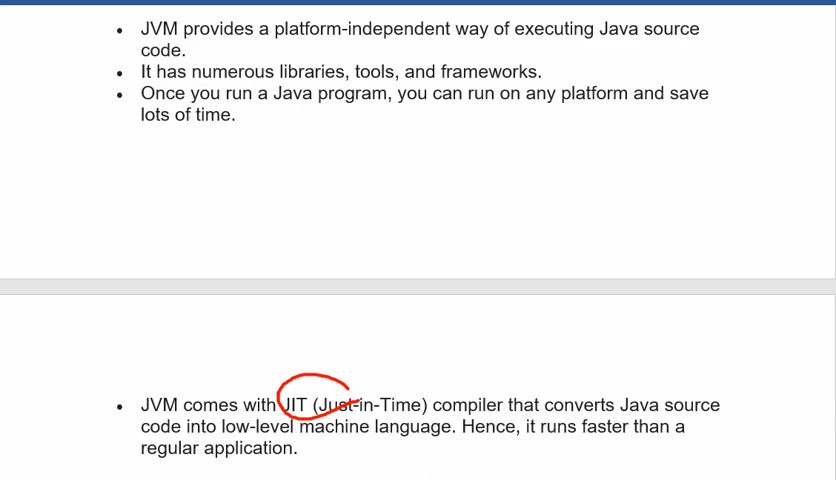 • JVM provides a platform-independent way of executing Java source
code.
• It has numerous libraries, tools, and frameworks.
• Once you run a Java program, you can run on any platform and save
lots of time.
• JVM comes with JIT (Just-in-Time) compiler that converts Java source
code into low-level machine language. Hence, it runs faster than a
regular application.